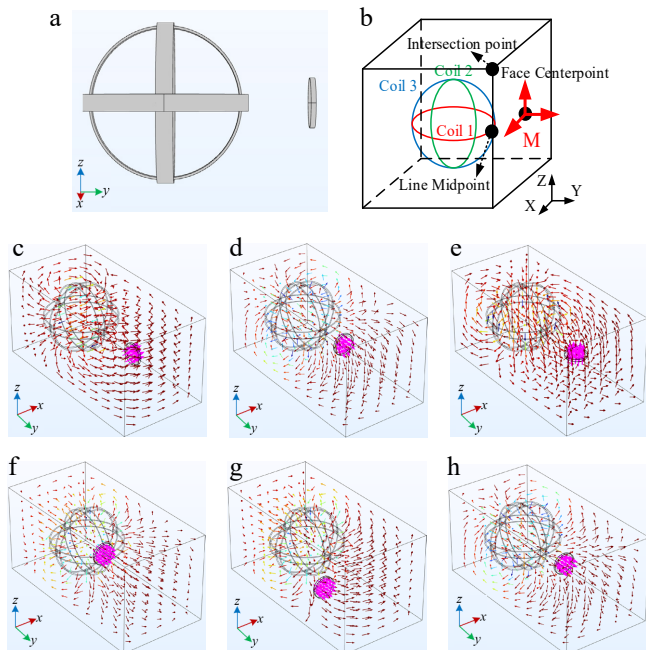 a
z
y
x
b
Intersection point
Coil 2
Face Centerpoint
Coil 3
Coil 1
M
Line Midpoint
Z
Y
X
c
d
e
z
x
y
z
x
y
z
x
y
f
g
h
z
x
y
z
x
y
z
x
y